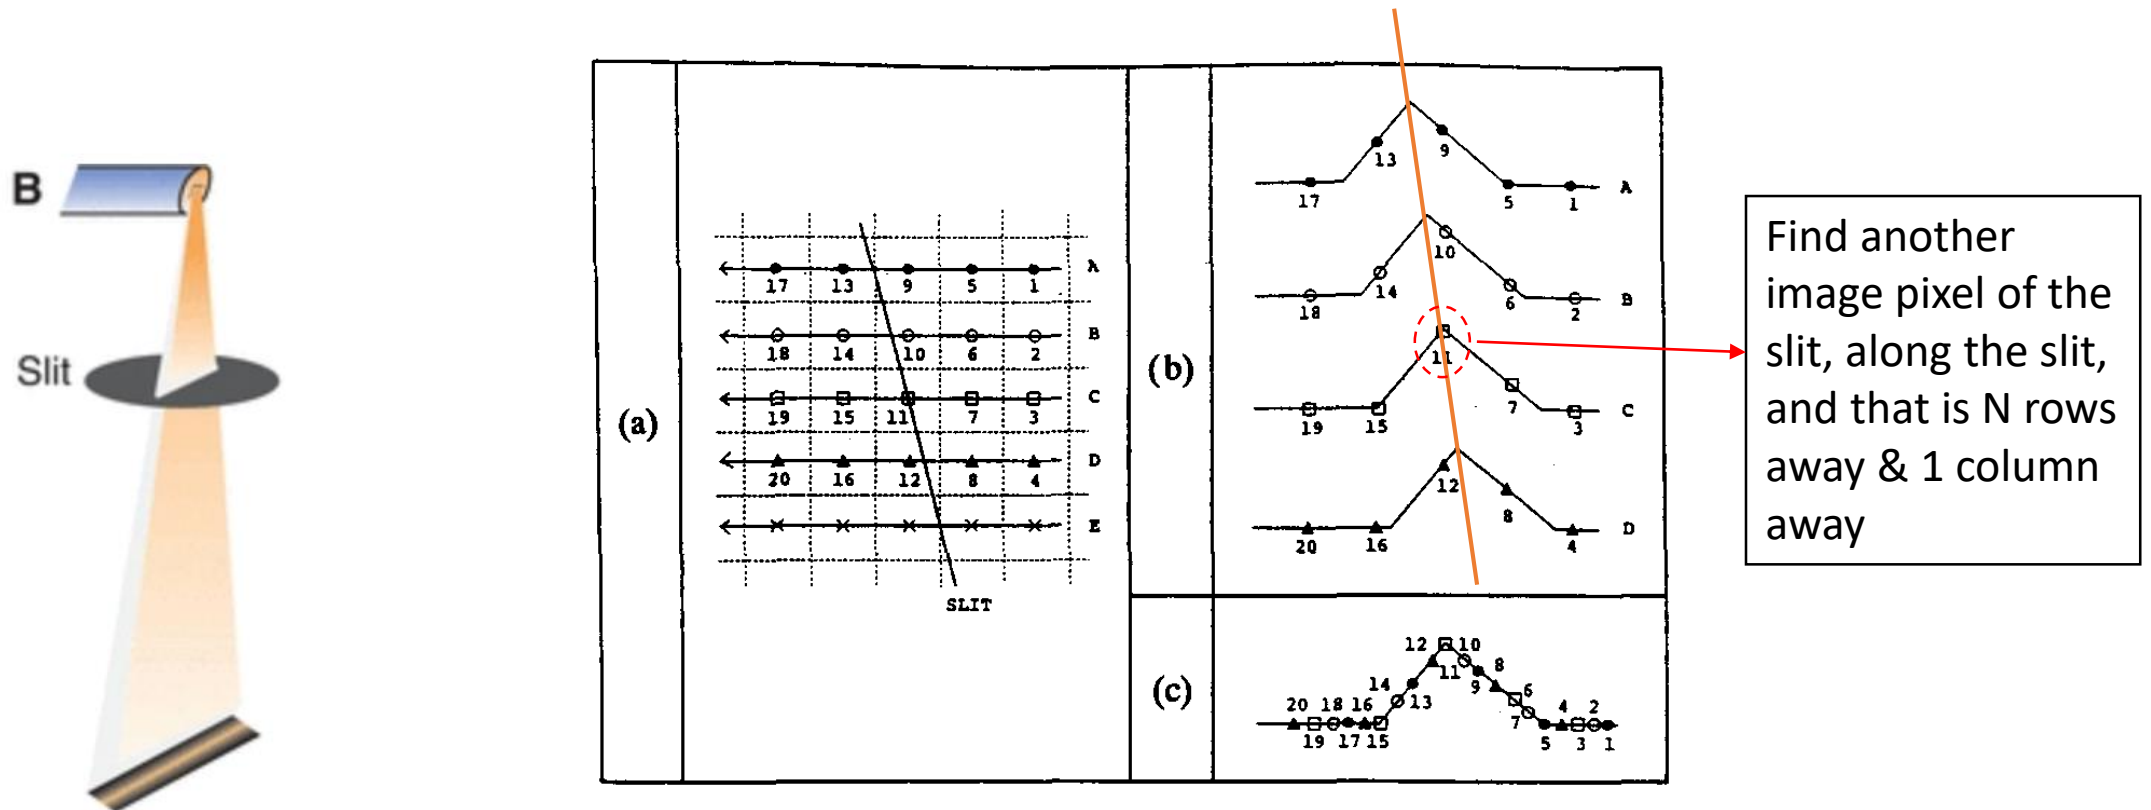 B
Slit
(a)
A
17 13 9 5 1
B
18 14 10 6 2
C
19 15 11 7 3
D
20 16 12 8 4
E
SLIT
(b)
13 9
17 5 1 A
10
14 6
18 2 B
11
7
19 15 3 C
12
8
20 16 4 D
(c)
12 10
11 8
9
14 6
13 7
20 18 16 4 2
19 17 15 5 3 1
Find another
image pixel of the
slit, along the slit,
and that is N rows
away & 1 column
away